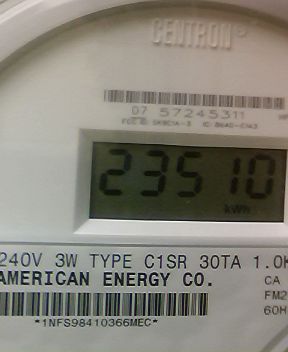 CENTRON®
07 57245311
23510
kWh
240V 3W TYPE C1SR 30TA 1.0K
AMERICAN ENERGY CO.
CA
FM2
60H
*1NFS98410366MEC*